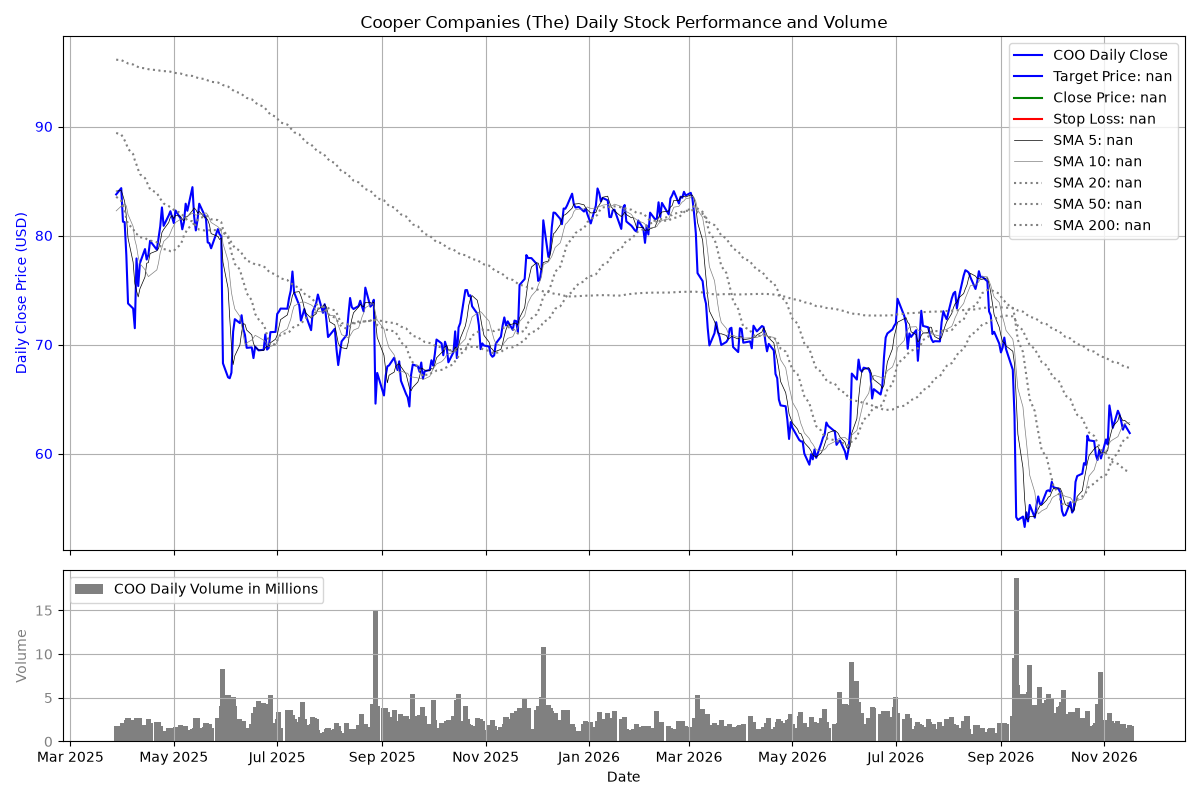 Cooper Companies (The) Daily Stock Performance and Volume
COO Daily Close
Target Price: nan
Close Price: nan
Stop Loss: nan
SMA 5: nan
SMA 10: nan
SMA 20: nan
SMA 50: nan
SMA 200: nan
Daily Close Price (USD)
90
80
70
60
COO Daily Volume in Millions
Volume
15
10
5
0
Mar 2025 May 2025 Jul 2025 Sep 2025 Nov 2025 Jan 2026 Mar 2026 May 2026 Jul 2026 Sep 2026 Nov 2026
Date